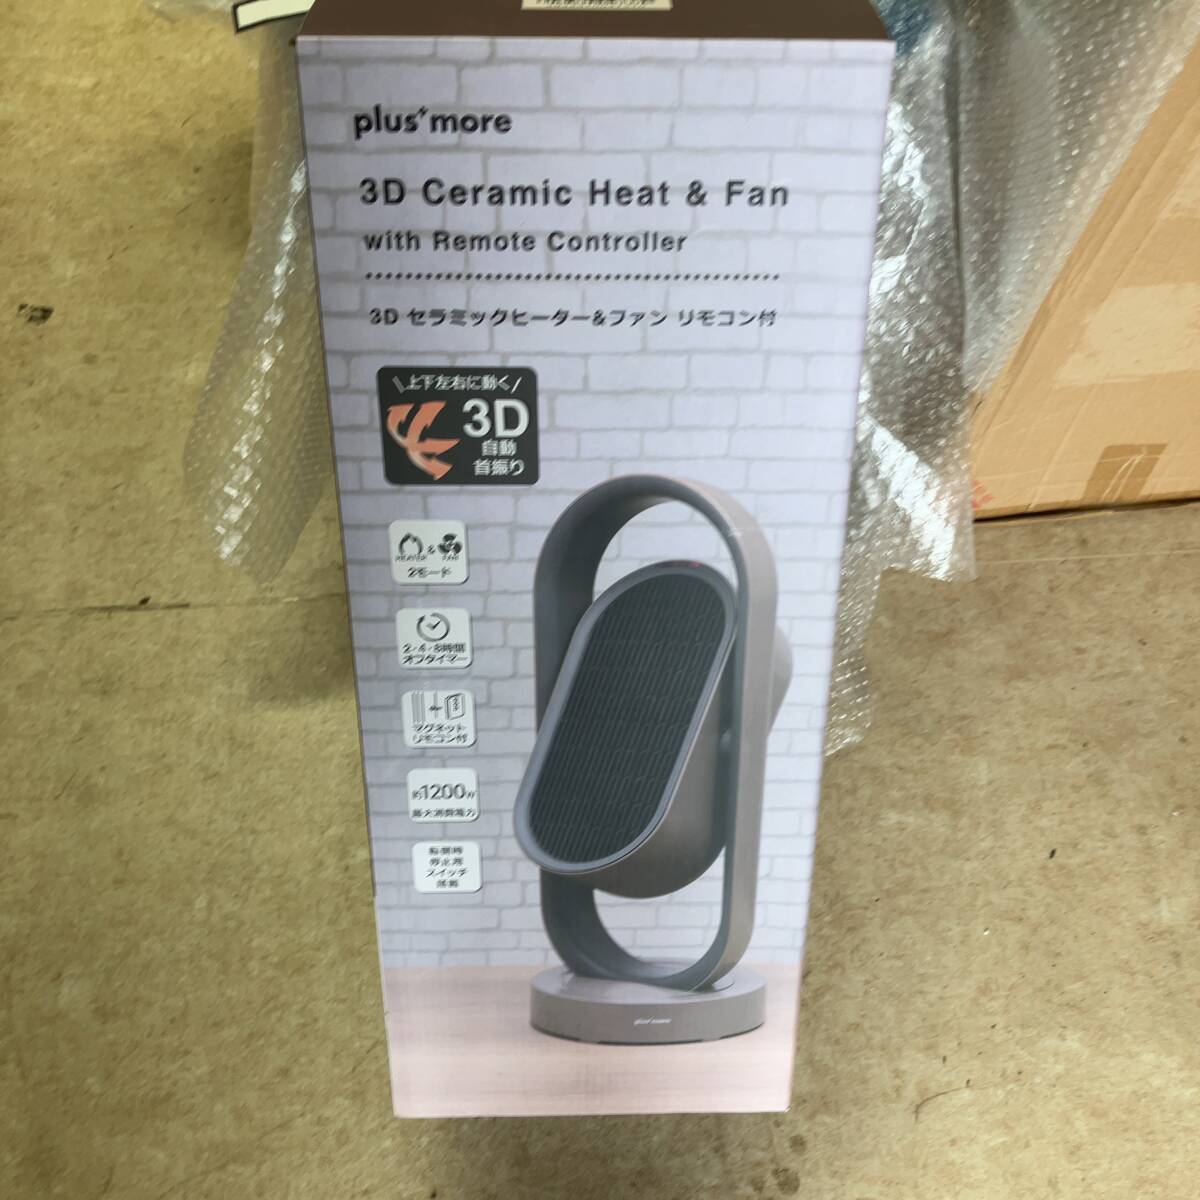 plus+more
3D Ceramic Heat & Fan
with Remote Controller
3D セラミックヒーター&ファン リモコン付
\上下左右に動く/
3D
自動
首振り
HEATER & FAN
2モード
2・4・8時間
オフタイマー
マグネット
リモコン付
約1200W
最大消費電力
転倒時
停止用
スイッチ
搭載
plus+more